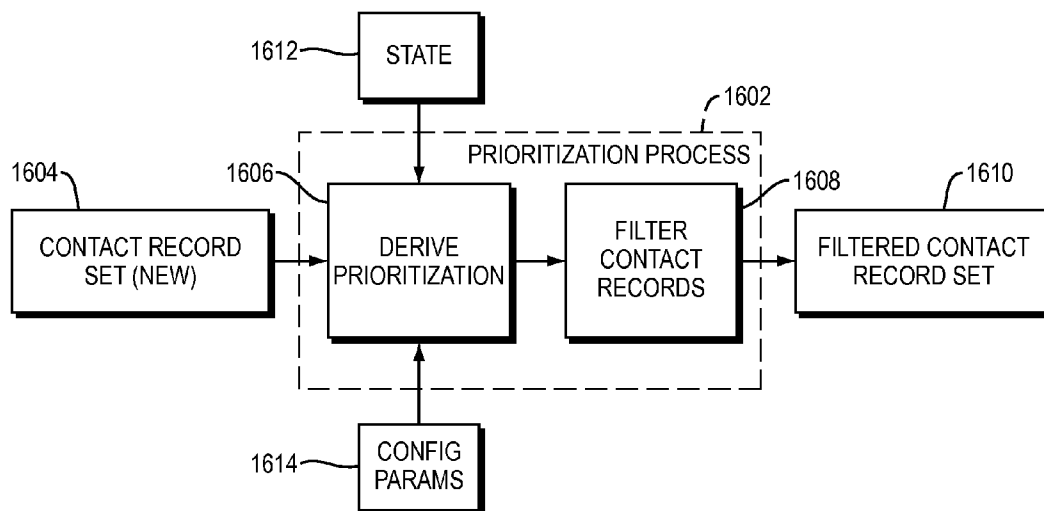 1612
STATE
1602
PRIORITIZATION PROCESS
1604
1606
1608
1610
CONTACT RECORD
SET (NEW)
DERIVE
PRIORITIZATION
FILTER
CONTACT
RECORDS
FILTERED CONTACT
RECORD SET
1614
CONFIG
PARAMS